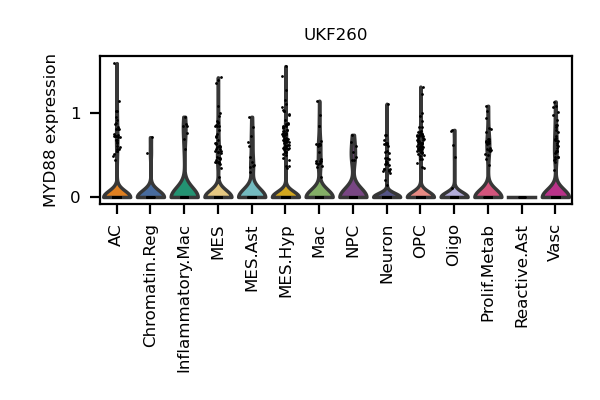 UKF260
MYD88 expression
1
0
AC
Chromatin.Reg
Inflammatory.Mac
MES
MES.Ast
MES.Hyp
Mac
NPC
Neuron
OPC
Oligo
Prolif.Metab
Reactive.Ast
Vasc